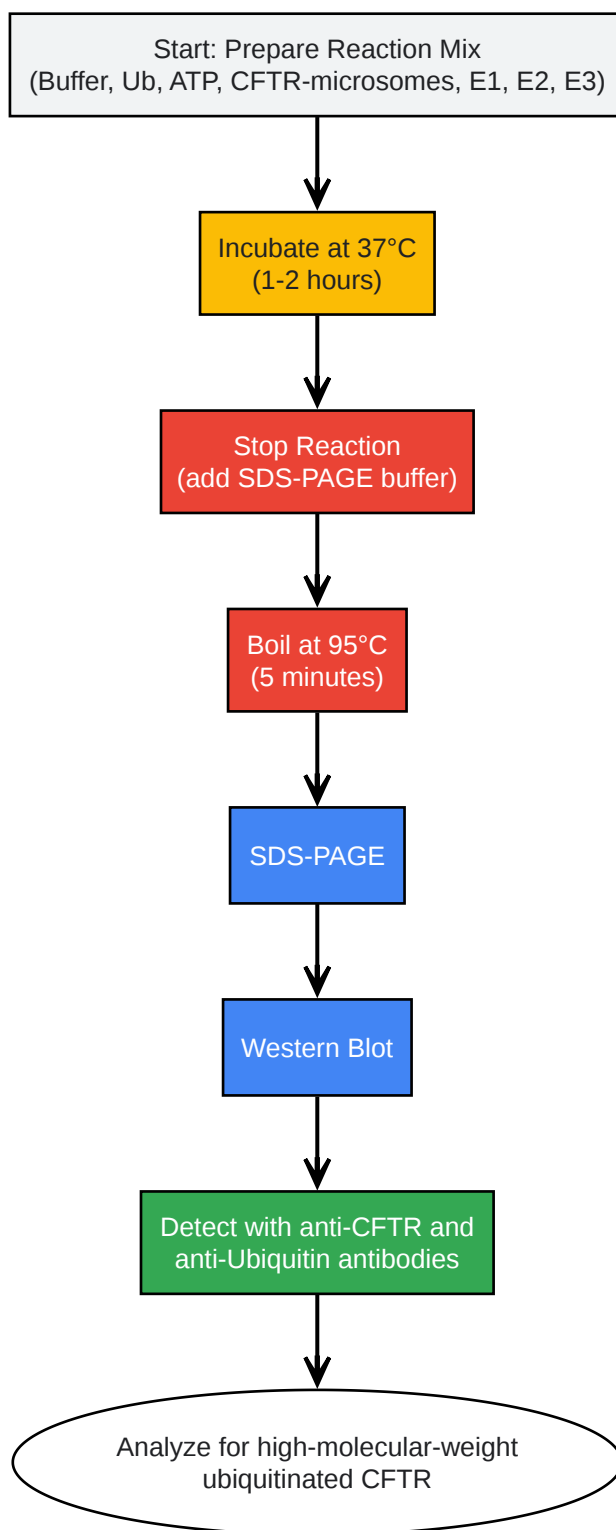 Start: Prepare Reaction Mix
(Buffer, Ub, ATP, CFTR-microsomes, E1, E2, E3)
Incubate at 37°C
(1-2 hours)
Stop Reaction
(add SDS-PAGE buffer)
Boil at 95°C
(5 minutes)
SDS-PAGE
Western Blot
Detect with anti-CFTR and
anti-Ubiquitin antibodies
Analyze for high-molecular-weight
ubiquitinated CFTR